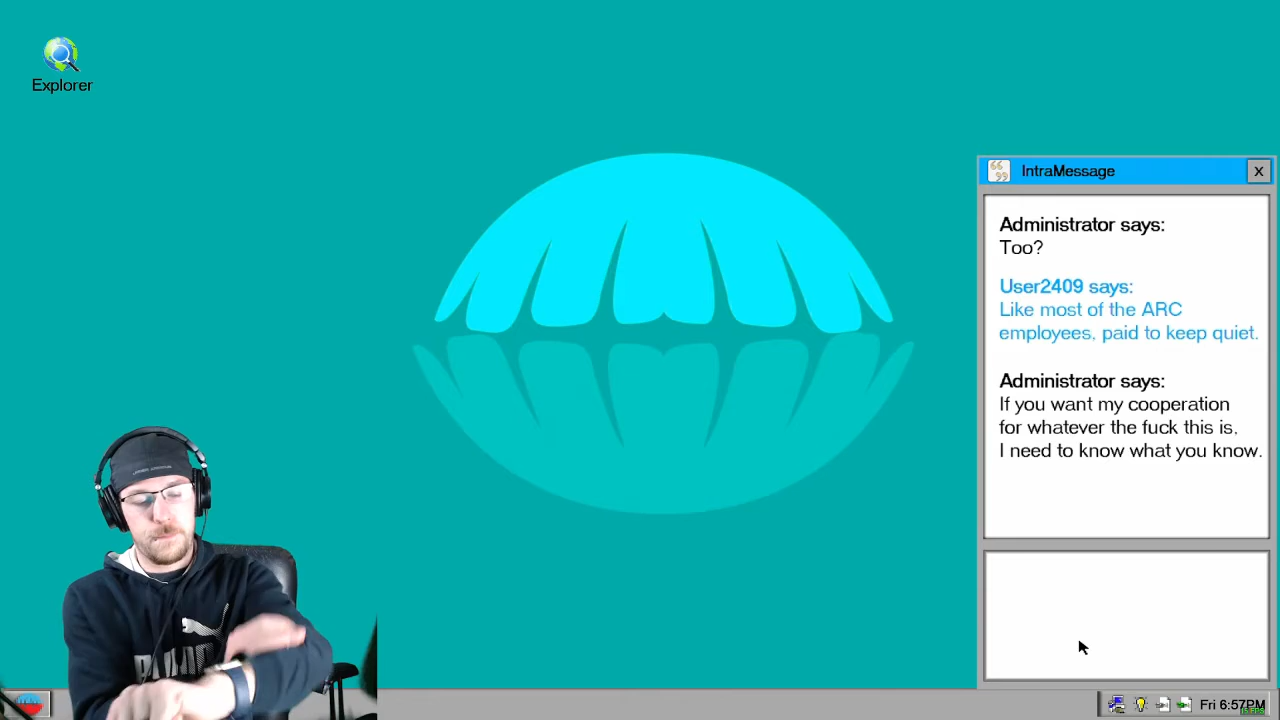 Explorer
IntraMessage
X
Administrator says:
Too?
User2409 says:
Like most of the ARC
employees, paid to keep quiet.
Administrator says:
If you want my cooperation
for whatever the fuck this is,
I need to know what you know.
PUMA
Fri 6:57PM